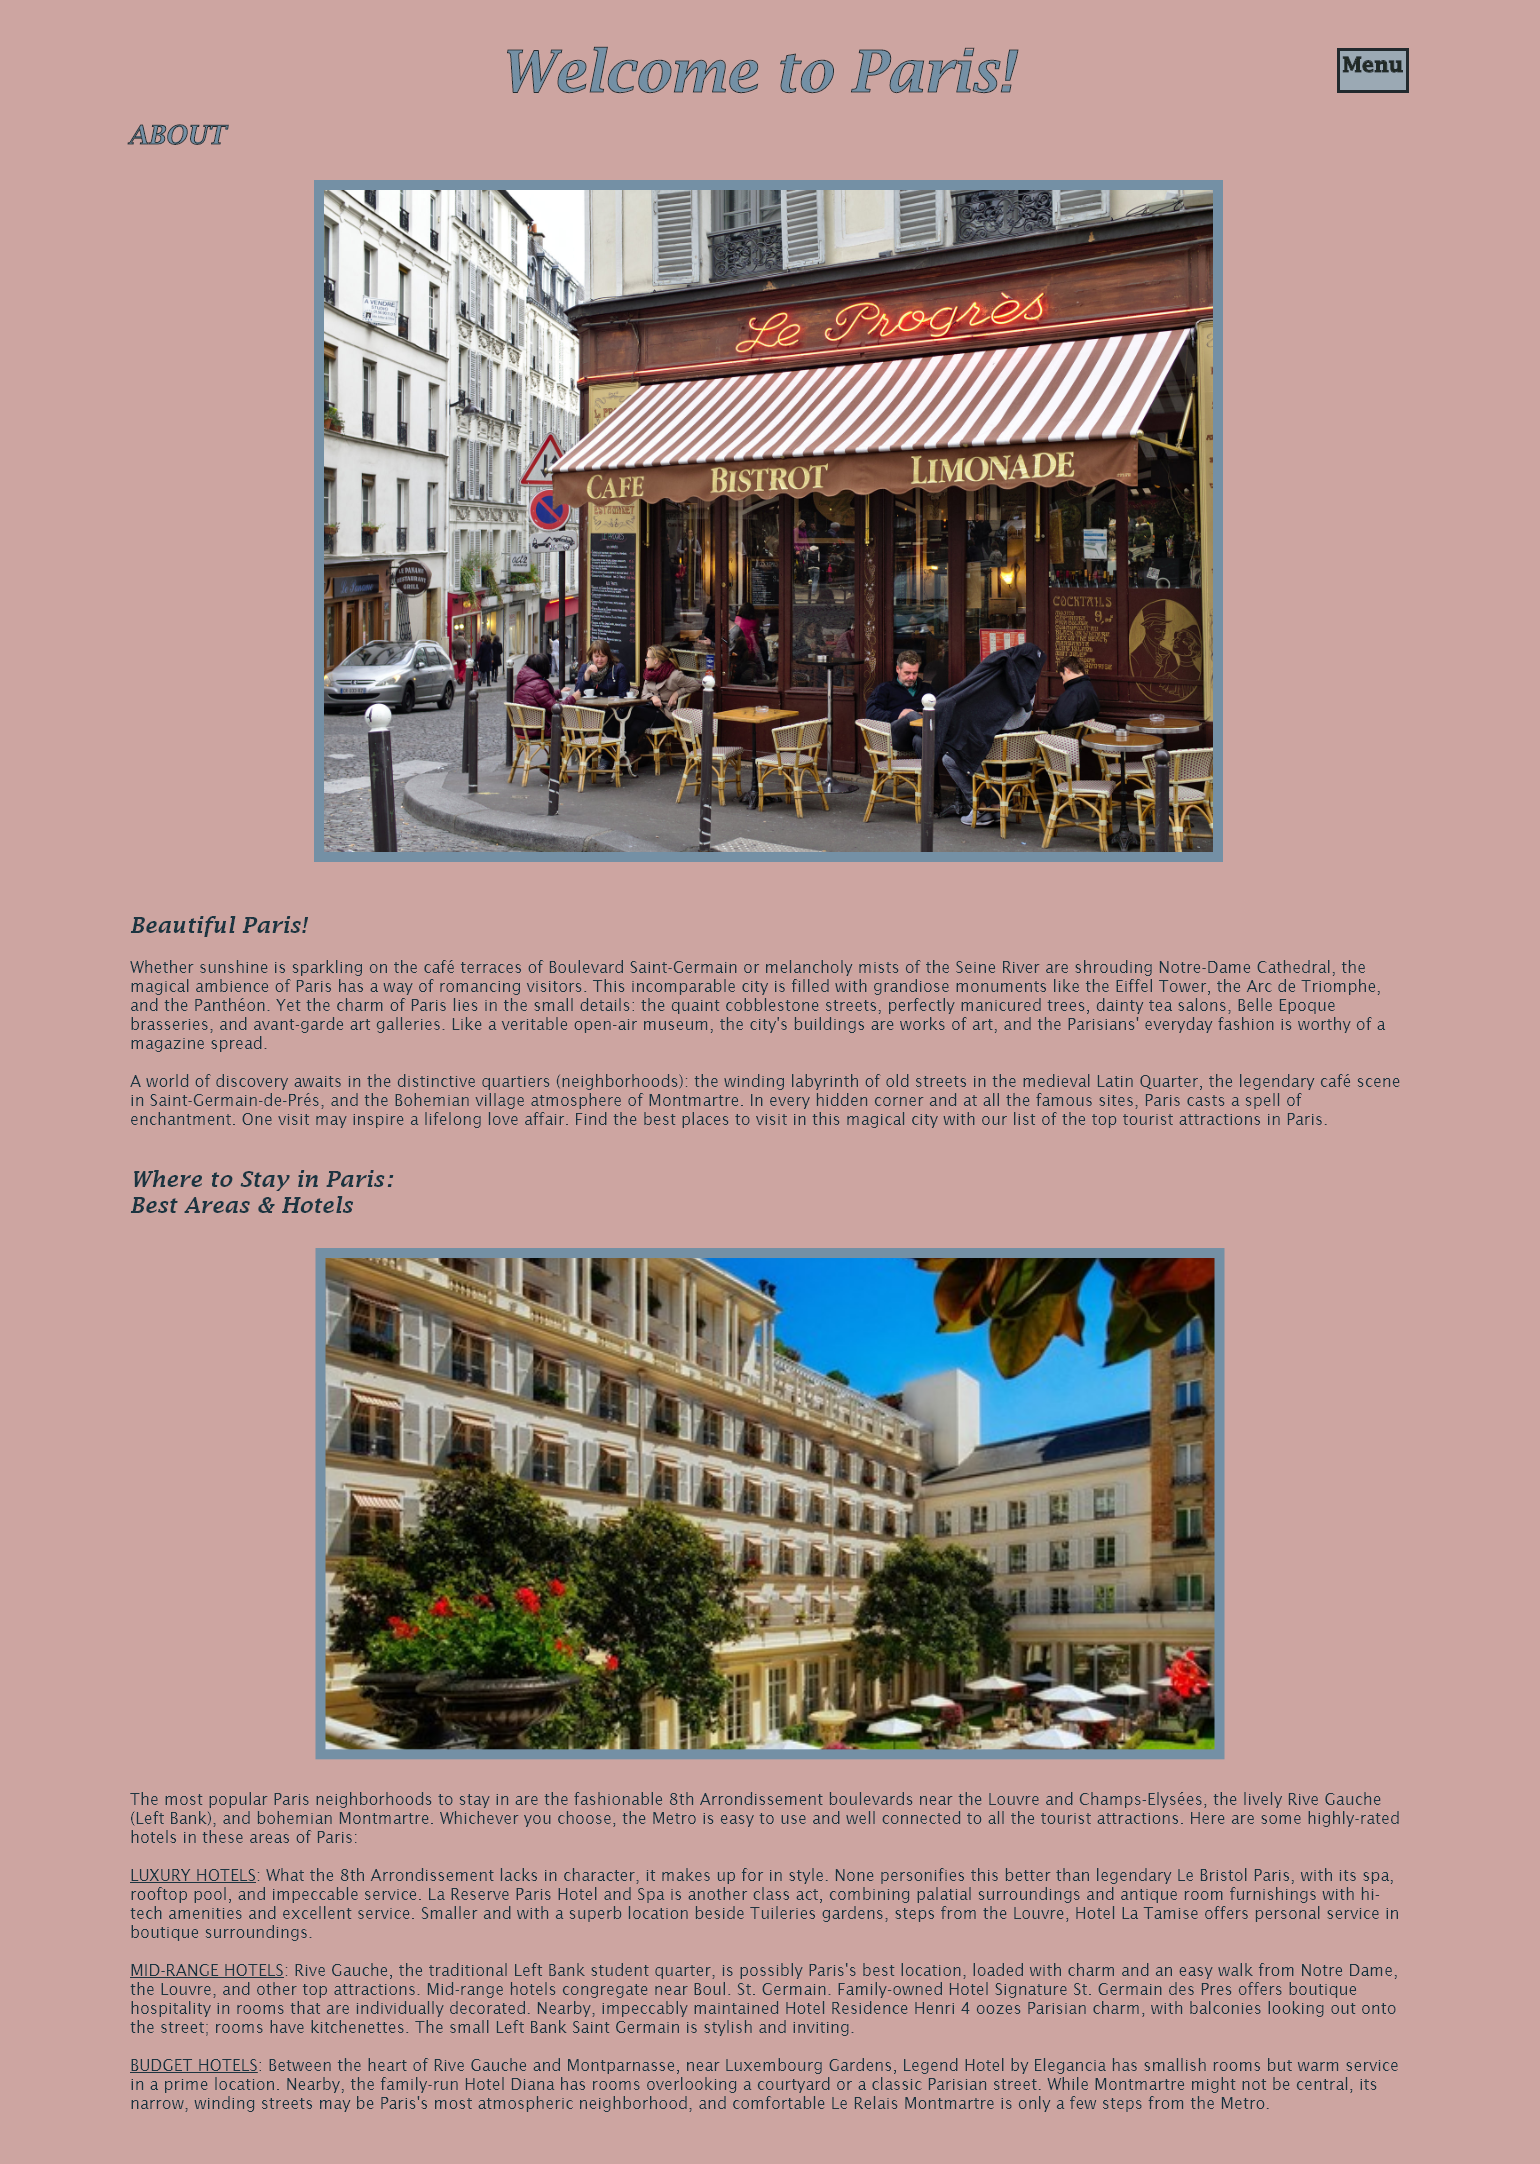 Welcome to Paris!
Menu
ABOUT
A VENDRE
Le Progrès
CAFE BISTROT LIMONADE
LE PROGRES
RESTAURANT
GRILL
COCKTAILS
9
Beautiful Paris!
Whether sunshine is sparkling on the café terraces of Boulevard Saint-Germain or melancholy mists of the Seine River are shrouding Notre-Dame Cathedral, the
magical ambience of Paris has a way of romancing visitors. This incomparable city is filled with grandiose monuments like the Eiffel Tower, the Arc de Triomphe,
and the Panthéon. Yet the charm of Paris lies in the small details: the quaint cobblestone streets, perfectly manicured trees, dainty tea salons, Belle Epoque
brasseries, and avant-garde art galleries. Like a veritable open-air museum, the city's buildings are works of art, and the Parisians' everyday fashion is worthy of a
magazine spread.
A world of discovery awaits in the distinctive quartiers (neighborhoods): the winding labyrinth of old streets in the medieval Latin Quarter, the legendary café scene
in Saint-Germain-de-Prés, and the Bohemian village atmosphere of Montmartre. In every hidden corner and at all the famous sites, Paris casts a spell of
enchantment. One visit may inspire a lifelong love affair. Find the best places to visit in this magical city with our list of the top tourist attractions in Paris.
Where to Stay in Paris:
Best Areas & Hotels
The most popular Paris neighborhoods to stay in are the fashionable 8th Arrondissement boulevards near the Louvre and Champs-Elysées, the lively Rive Gauche
(Left Bank), and bohemian Montmartre. Whichever you choose, the Metro is easy to use and well connected to all the tourist attractions. Here are some highly-rated
hotels in these areas of Paris:
LUXURY HOTELS: What the 8th Arrondissement lacks in character, it makes up for in style. None personifies this better than legendary Le Bristol Paris, with its spa,
rooftop pool, and impeccable service. La Reserve Paris Hotel and Spa is another class act, combining palatial surroundings and antique room furnishings with hi-
tech amenities and excellent service. Smaller and with a superb location beside Tuileries gardens, steps from the Louvre, Hotel La Tamise offers personal service in
boutique surroundings.
MID-RANGE HOTELS: Rive Gauche, the traditional Left Bank student quarter, is possibly Paris's best location, loaded with charm and an easy walk from Notre Dame,
the Louvre, and other top attractions. Mid-range hotels congregate near Boul. St. Germain. Family-owned Hotel Signature St. Germain des Pres offers boutique
hospitality in rooms that are individually decorated. Nearby, impeccably maintained Hotel Residence Henri 4 oozes Parisian charm, with balconies looking out onto
the street; rooms have kitchenettes. The small Left Bank Saint Germain is stylish and inviting.
BUDGET HOTELS: Between the heart of Rive Gauche and Montparnasse, near Luxembourg Gardens, Legend Hotel by Elegancia has smallish rooms but warm service
in a prime location. Nearby, the family-run Hotel Diana has rooms overlooking a courtyard or a classic Parisian street. While Montmartre might not be central, its
narrow, winding streets may be Paris's most atmospheric neighborhood, and comfortable Le Relais Montmartre is only a few steps from the Metro.